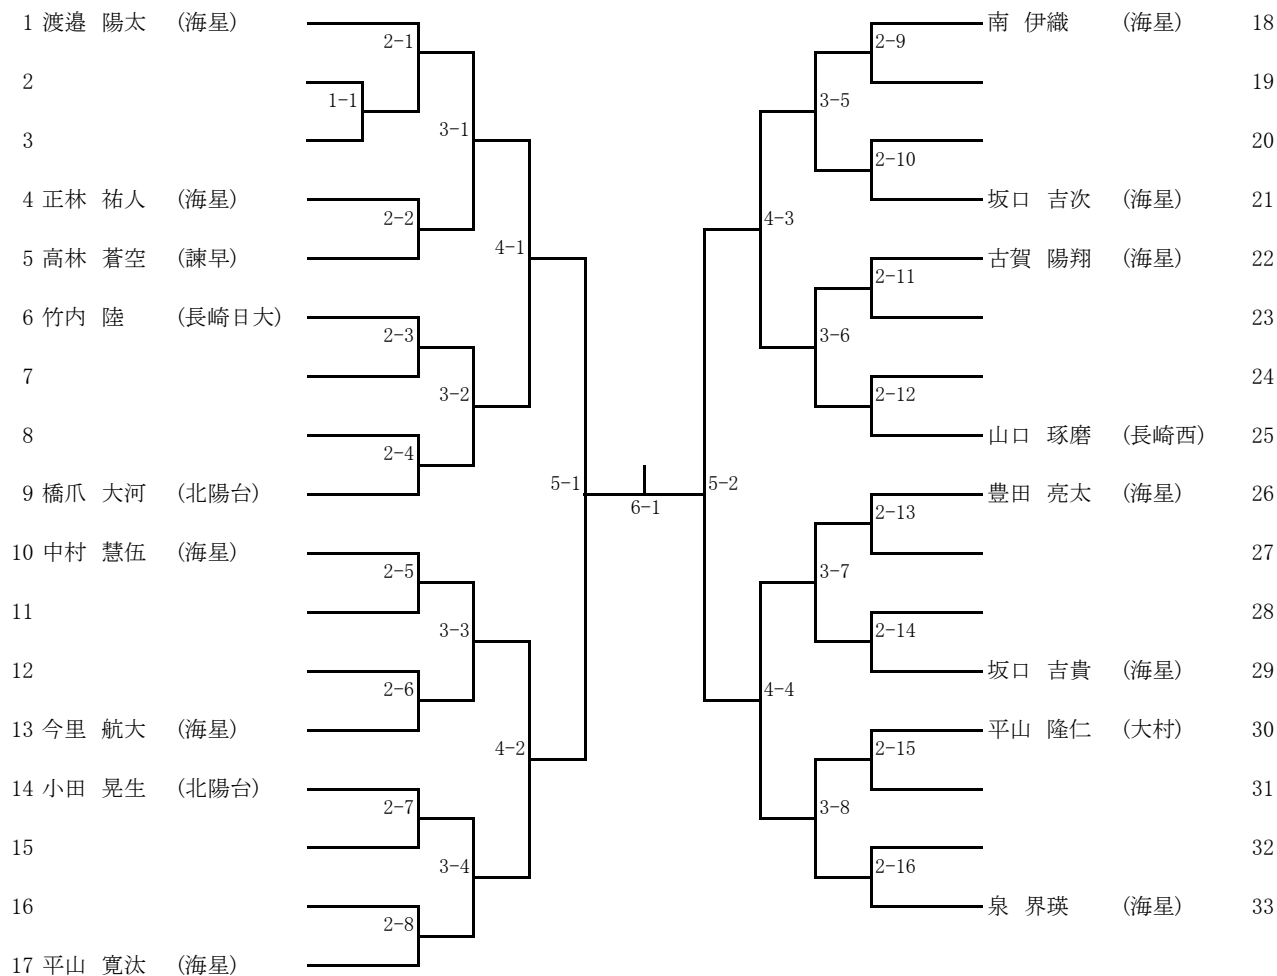 1 渡邉 陽太 (海星)
2-1
2
1-1
3
3-1
4 正林 祐人 (海星)
2-2
5 高林 蒼空 (諫早)
4-1
6 竹内 陸 (長崎日大)
2-3
7
3-2
8
2-4
9 橋爪 大河 (北陽台)
5-1
10 中村 慧伍 (海星)
2-5
11
3-3
12
2-6
13 今里 航大 (海星)
4-2
14 小田 晃生 (北陽台)
2-7
15
3-4
16
2-8
17 平山 寛汰 (海星)
6-1
南 伊織 (海星) 18
2-9
19
3-5
20
2-10
坂口 吉次 (海星) 21
4-3
古賀 陽翔 (海星) 22
2-11
23
3-6
24
2-12
山口 琢磨 (長崎西) 25
5-2
豊田 亮太 (海星) 26
2-13
27
3-7
28
2-14
坂口 吉貴 (海星) 29
4-4
平山 隆仁 (大村) 30
2-15
31
3-8
32
2-16
泉 界瑛 (海星) 33